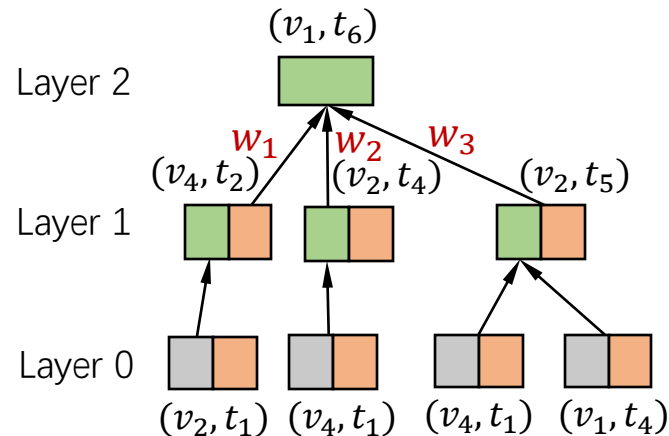 (v₁, t₆)
Layer 2
w₁ w₂ w₃
(v₄, t₂) (v₂, t₄) (v₂, t₅)
Layer 1
Layer 0
(v₂, t₁) (v₄, t₁) (v₄, t₁) (v₁, t₄)